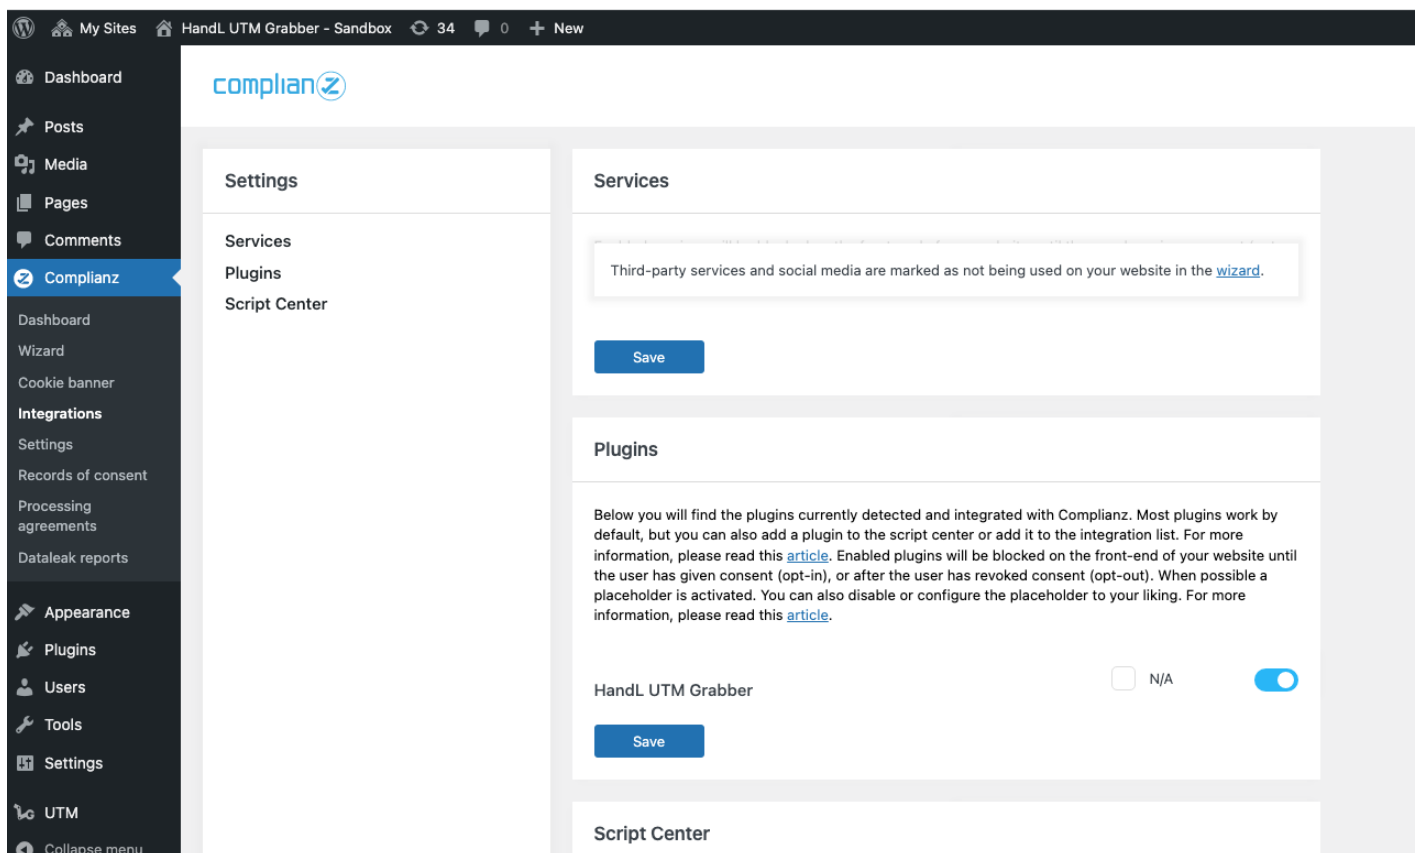 My Sites
HandL UTM Grabber - Sandbox
34
0
New
Dashboard
Posts
Media
Pages
Comments
Complianz
Dashboard
Wizard
Cookie banner
Integrations
Settings
Records of consent
Processing
agreements
Dataleak reports
Appearance
Plugins
Users
Tools
Settings
UTM
Collapse menu
complianz
Settings
Services
Plugins
Script Center
Services
Third-party services and social media are marked as not being used on your website in the wizard.
Save
Plugins
Below you will find the plugins currently detected and integrated with Complianz. Most plugins work by
default, but you can also add a plugin to the script center or add it to the integration list. For more
information, please read this article. Enabled plugins will be blocked on the front-end of your website until
the user has given consent (opt-in), or after the user has revoked consent (opt-out). When possible a
placeholder is activated. You can also disable or configure the placeholder to your liking. For more
information, please read this article.
HandL UTM Grabber
N/A
Save
Script Center